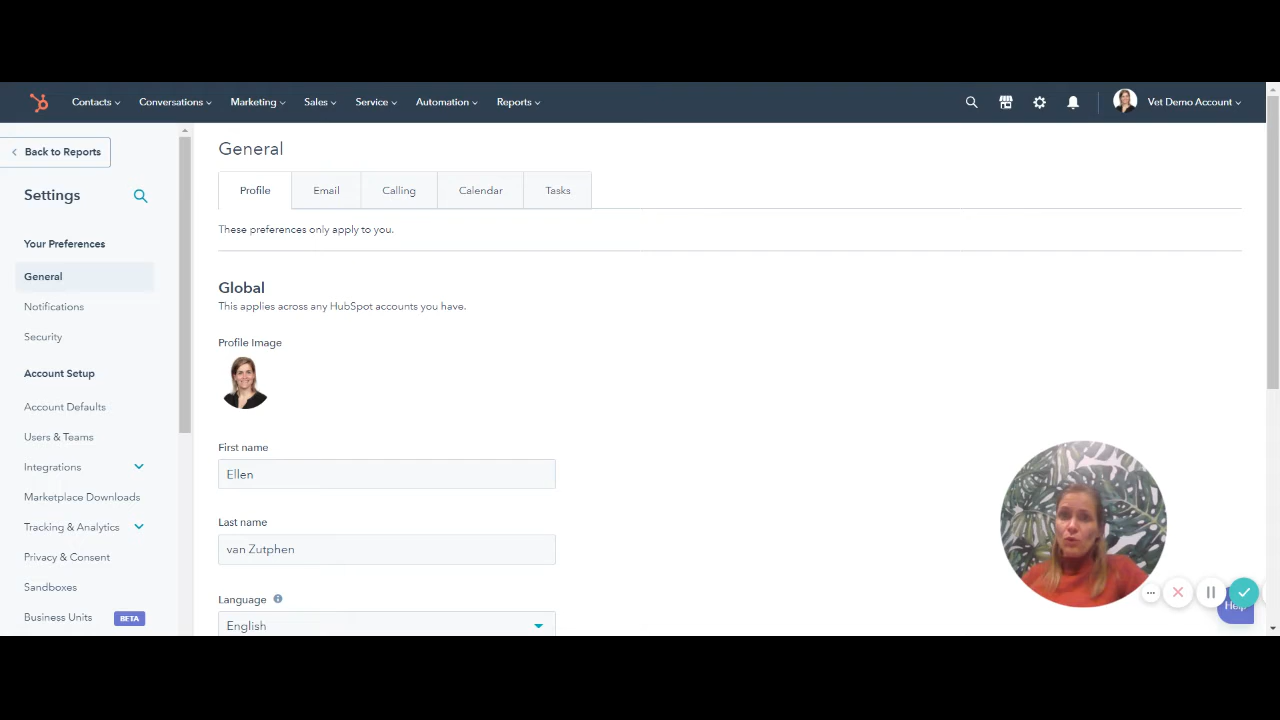 Contacts
Conversations
Marketing
Sales
Service
Automation
Reports
Vet Demo Account
Back to Reports
Settings
Your Preferences
General
Notifications
Security
Account Setup
Account Defaults
Users & Teams
Integrations
Marketplace Downloads
Tracking & Analytics
Privacy & Consent
Sandboxes
Business Units BETA
General
Profile
Email
Calling
Calendar
Tasks
These preferences only apply to you.
Global
This applies across any HubSpot accounts you have.
Profile Image
First name
Ellen
Last name
van Zutphen
Language
English
Help